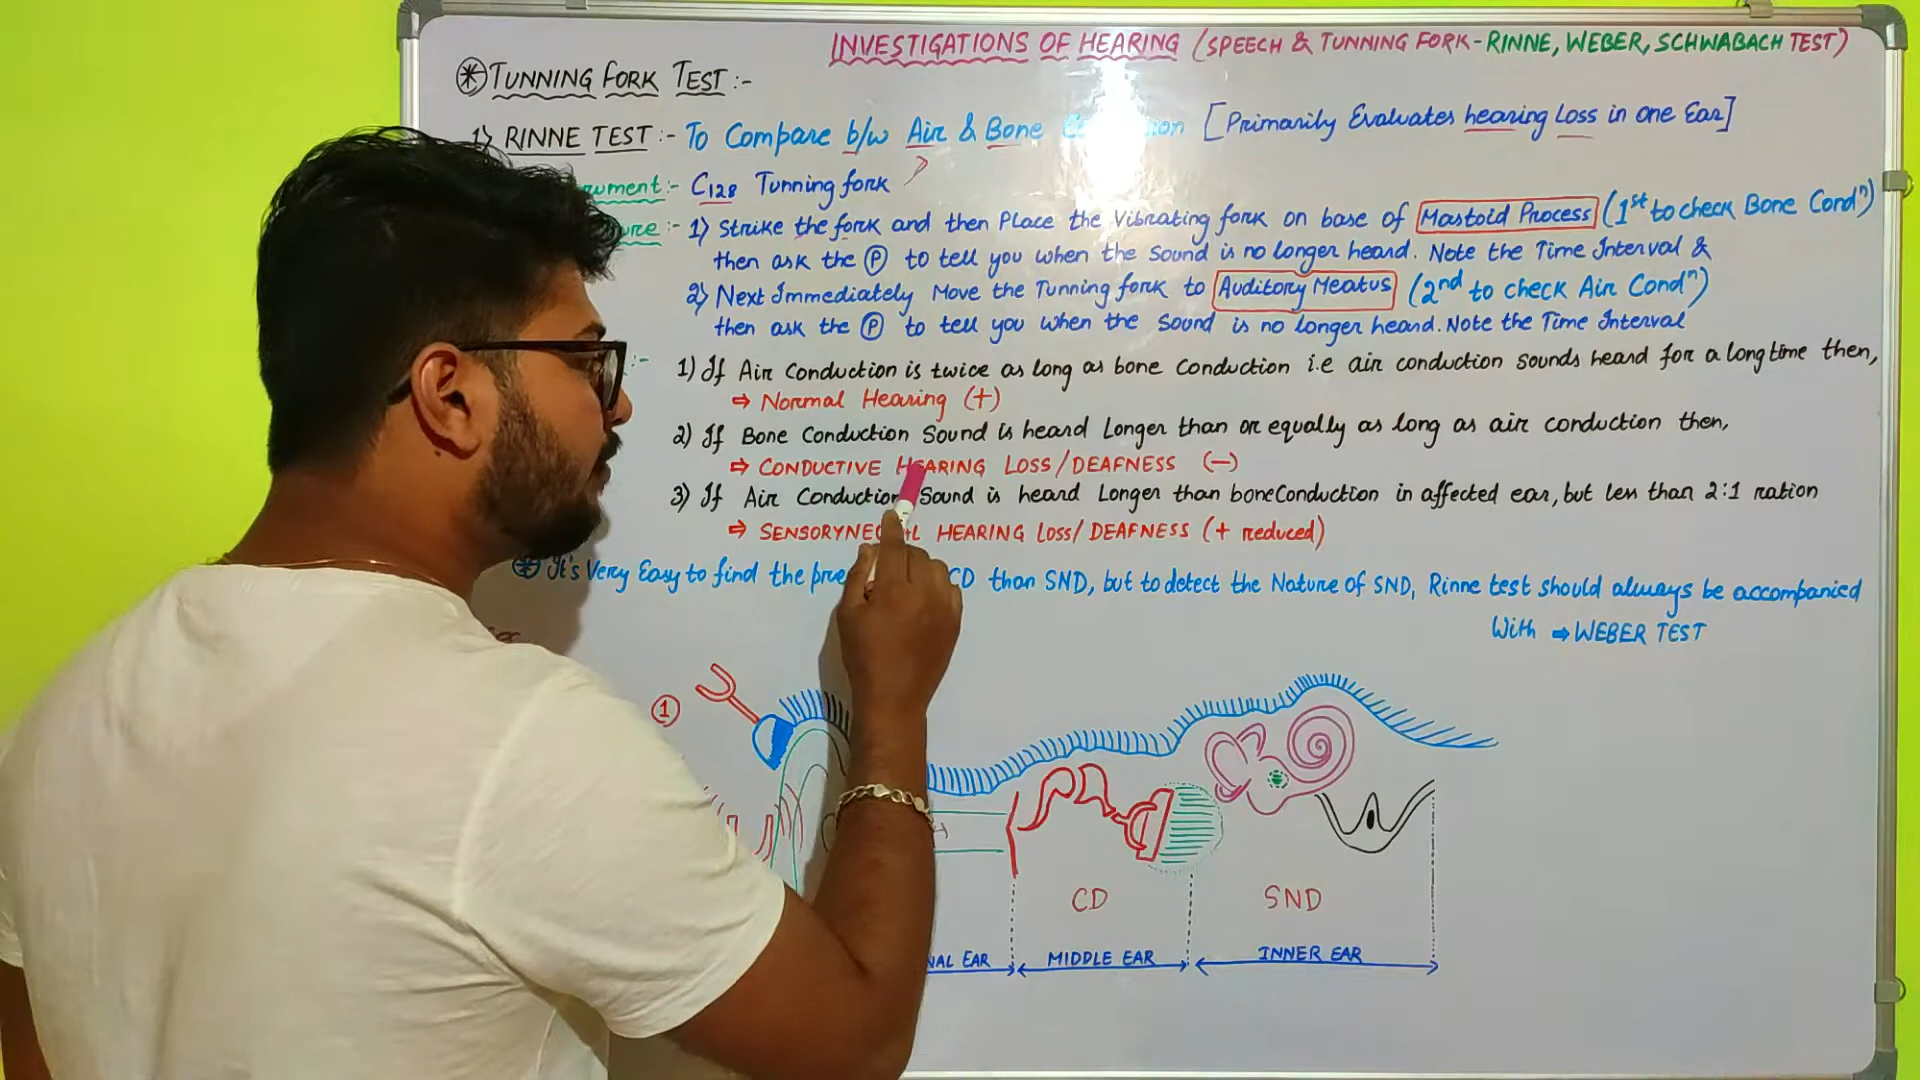 INVESTIGATIONS OF HEARING (SPEECH & TUNNING FORK - RINNE, WEBER, SCHWABACH TEST)
* TUNNING FORK TEST :-
1) RINNE TEST :- To Compare b/w Air & Bone [Primarily Evaluates hearing Loss in one Ear]
:- C128 Tunning fork
:- 1) Strike the fork and then Place the Vibrating fork on base of Mastoid Process (1st to check Bone Condn)
then ask the P to tell you when the Sound is no longer heard. Note the Time Interval &
2) Next Immediately Move the Tunning fork to Auditory Meatus (2nd to check Air Condn)
then ask the P to tell you when the Sound is no longer heard. Note the Time Interval
:- 1) If Air Conduction is twice as long as bone Conduction i.e air conduction sounds heard for a long time then,
⇒ Normal Hearing (+)
2) If Bone Conduction Sound is heard Longer than or equally as long as air conduction then,
⇒ CONDUCTIVE HEARING LOSS/DEAFNESS (-)
3) If Air Conduction Sound is heard Longer than bone Conduction in affected ear, but less than 2:1 ration
⇒ HEARING LOSS/DEAFNESS (+ reduced)
* It's Very Easy to find the CD than SND, but to detect the Nature of SND, Rinne test should always be accompanied
With ⇒ WEBER TEST
1
CD
SND
EAR
MIDDLE EAR
INNER EAR